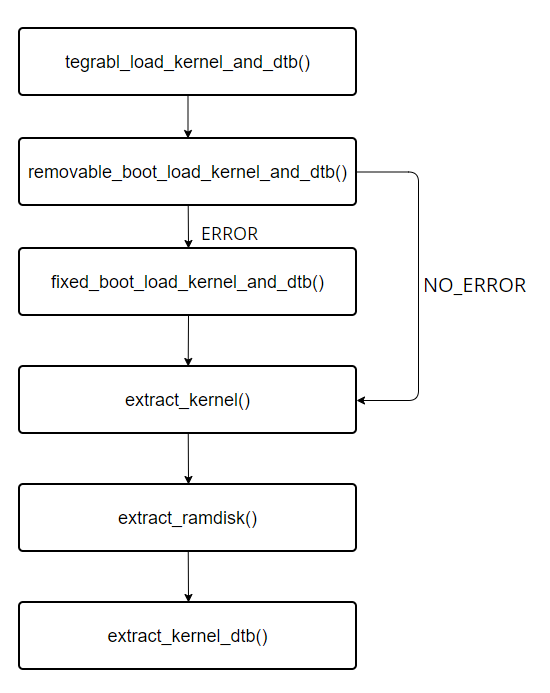 tegrabl_load_kernel_and_dtb()
removable_boot_load_kernel_and_dtb()
ERROR
fixed_boot_load_kernel_and_dtb()
NO_ERROR
extract_kernel()
extract_ramdisk()
extract_kernel_dtb()